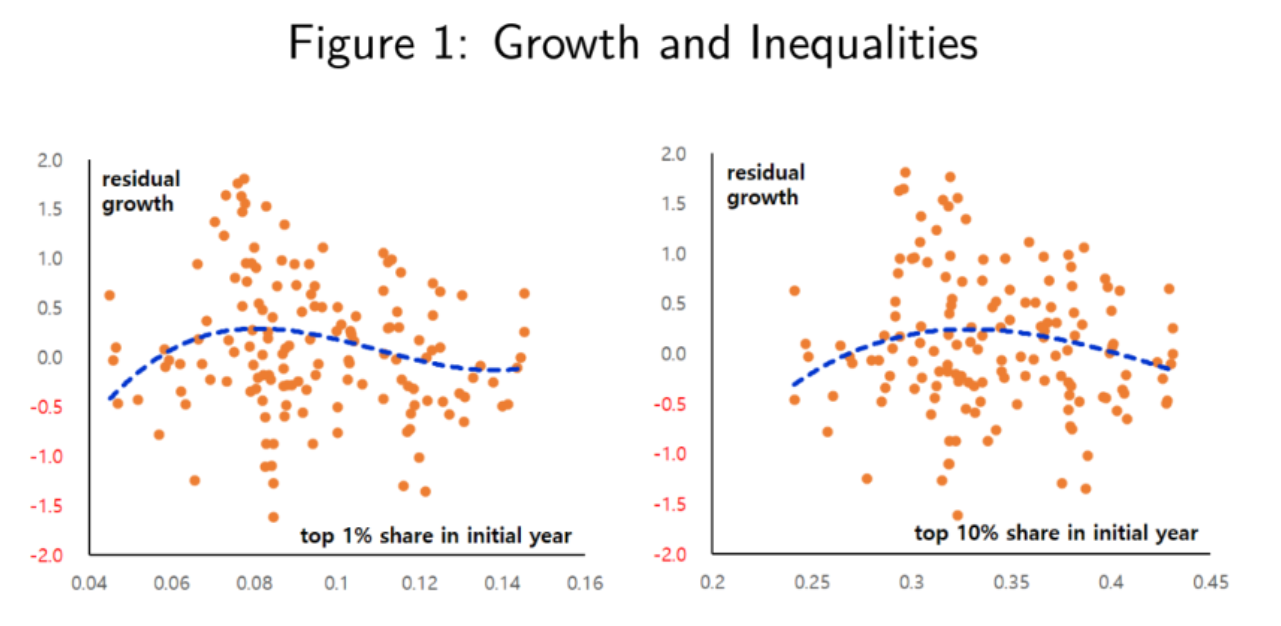 Figure 1: Growth and Inequalities
residual
growth
2.0
1.5
1.0
0.5
0.0
-0.5
-1.0
-1.5
-2.0
top 1% share in initial year
0.04 0.06 0.08 0.1 0.12 0.14 0.16
residual
growth
2.0
1.5
1.0
0.5
0.0
-0.5
-1.0
-1.5
-2.0
top 10% share in initial year
0.2 0.25 0.3 0.35 0.4 0.45